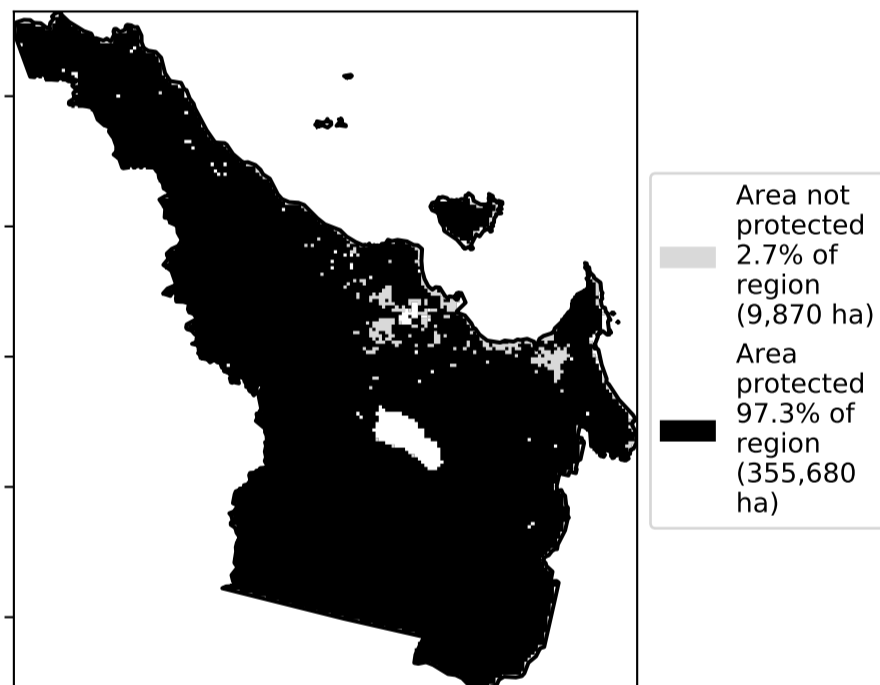 Area not
protected
2.7% of
region
(9,870 ha)
Area
protected
97.3% of
region
(355,680
ha)